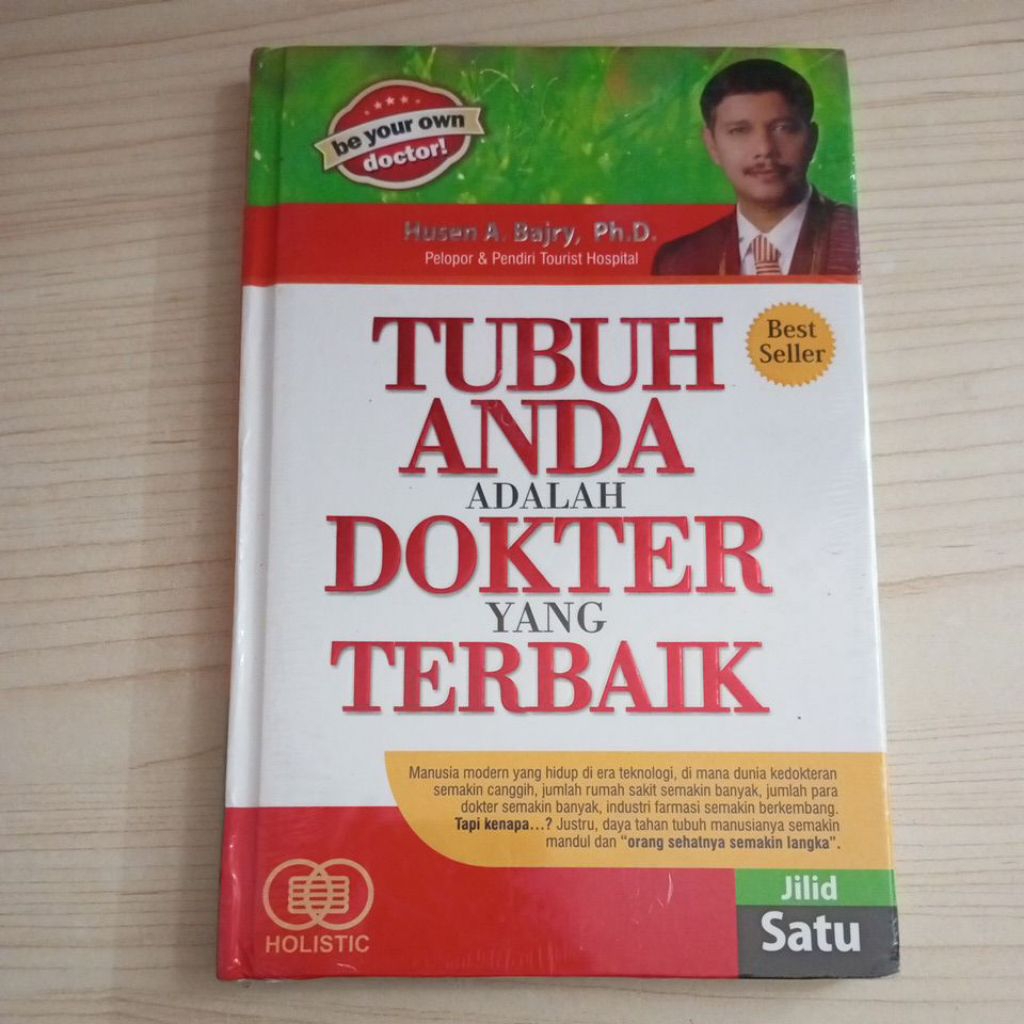 be your own
doctor!
Husen A. Bajry, Ph.D.
Pelopor & Pendiri Tourist Hospital
Best
Seller
TUBUH
ANDA
ADALAH
DOKTER
YANG
TERBAIK
Manusia modern yang hidup di era teknologi, di mana dunia kedokteran
semakin canggih, jumlah rumah sakit semakin banyak, jumlah para
dokter semakin banyak, industri farmasi semakin berkembang.
Tapi kenapa...? Justru, daya tahan tubuh manusianya semakin
mandul dan “orang sehatnya semakin langka”.
HOLISTIC
Jilid
Satu